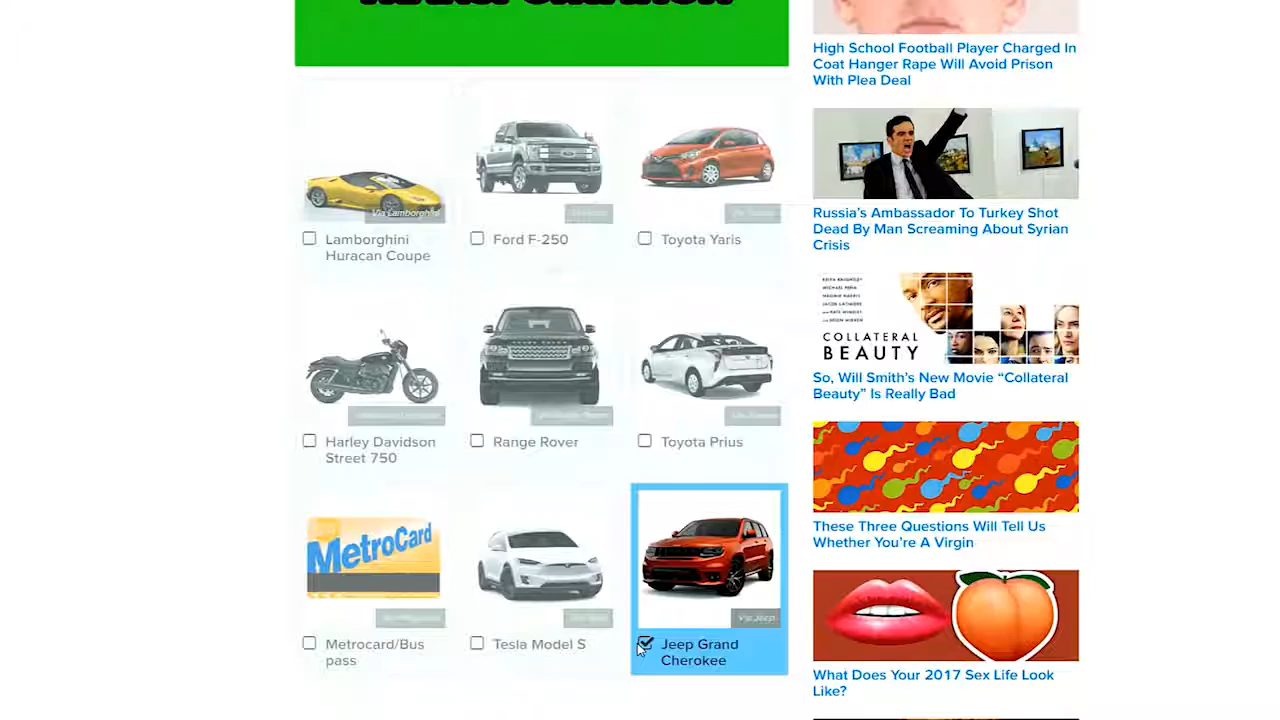 High School Football Player Charged In
Coat Hanger Rape Will Avoid Prison
With Plea Deal
Via Lamborghini
Lamborghini
Huracan Coupe
Ford F-250
Toyota Yaris
Russia's Ambassador To Turkey Shot
Dead By Man Screaming About Syrian
Crisis
COLLATERAL
BEAUTY
So, Will Smith's New Movie “Collateral
Beauty” Is Really Bad
Harley Davidson
Street 750
Range Rover
Toyota Prius
These Three Questions Will Tell Us
Whether You're A Virgin
MetroCard
Via Jeep
Metrocard/Bus
pass
Tesla Model S
Jeep Grand
Cherokee
What Does Your 2017 Sex Life Look
Like?